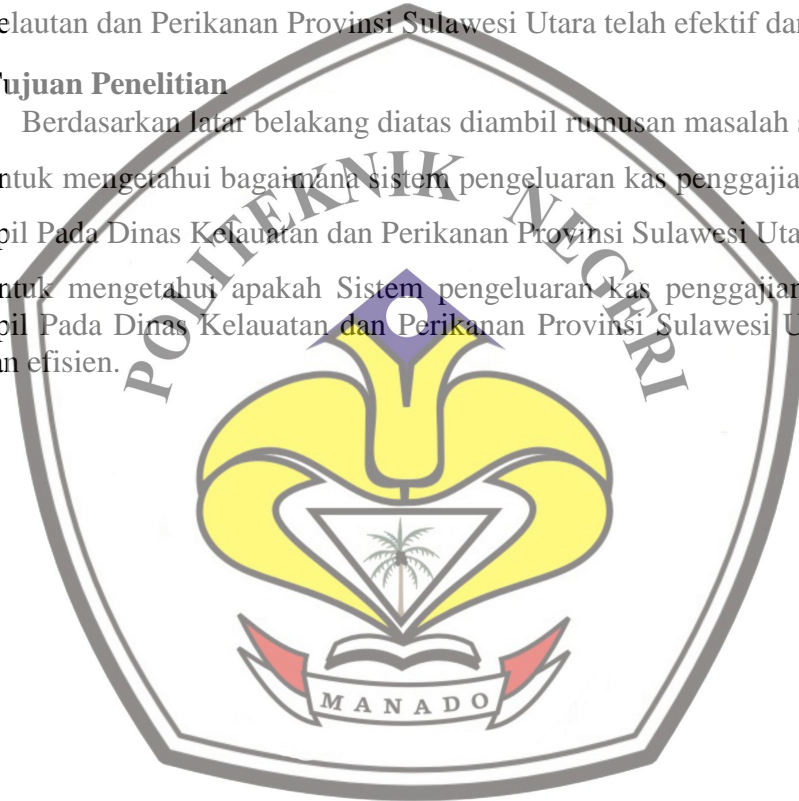 elautan dan Perikanan Provinsi Sulawesi Utara telah efektif dan
Tujuan Penelitian
Berdasarkan latar belakang diatas diambil rumusan masalah
ntuk mengetahui bagaimana sistem pengeluaran kas penggajia
pil Pada Dinas Kelauatan dan Perikanan Provinsi Sulawesi Uta
ntuk mengetahui apakah Sistem pengeluaran kas penggajian
pil Pada Dinas Kelauatan dan Perikanan Provinsi Sulawesi U
an efisien.
POLITEKNIK NEGERI
MANADO